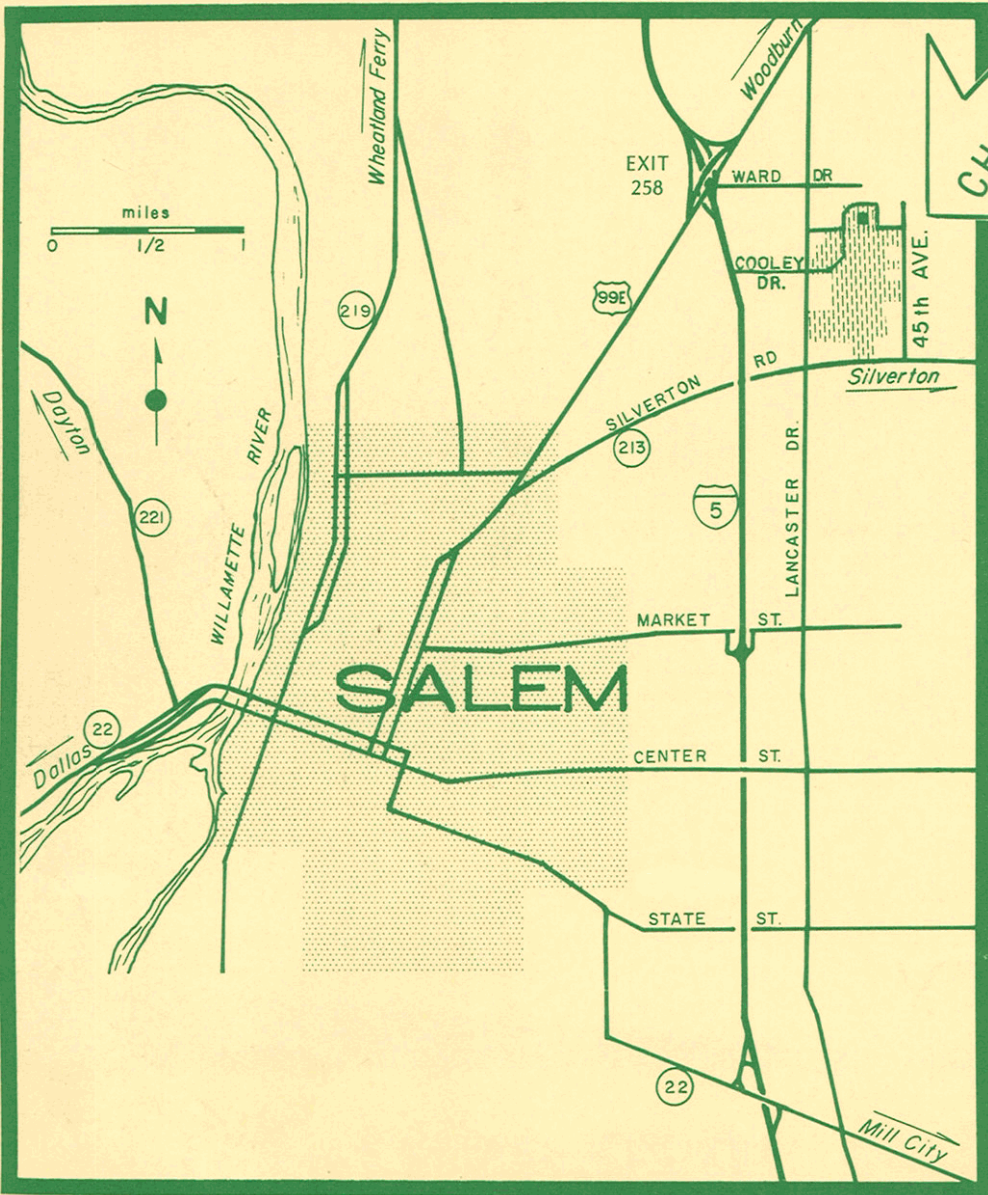 Wheatland Ferry
Woodburn
CH
EXIT
258
WARD DR
miles
0 1/2 1
COOLEY
DR.
45th AVE.
N
219
99E
SILVERTON RD
Silverton
213
Dayton
221
WILLAMETTE RIVER
5
LANCASTER DR.
MARKET ST.
SALEM
22
Dallas
CENTER ST.
STATE ST.
22
Mill City